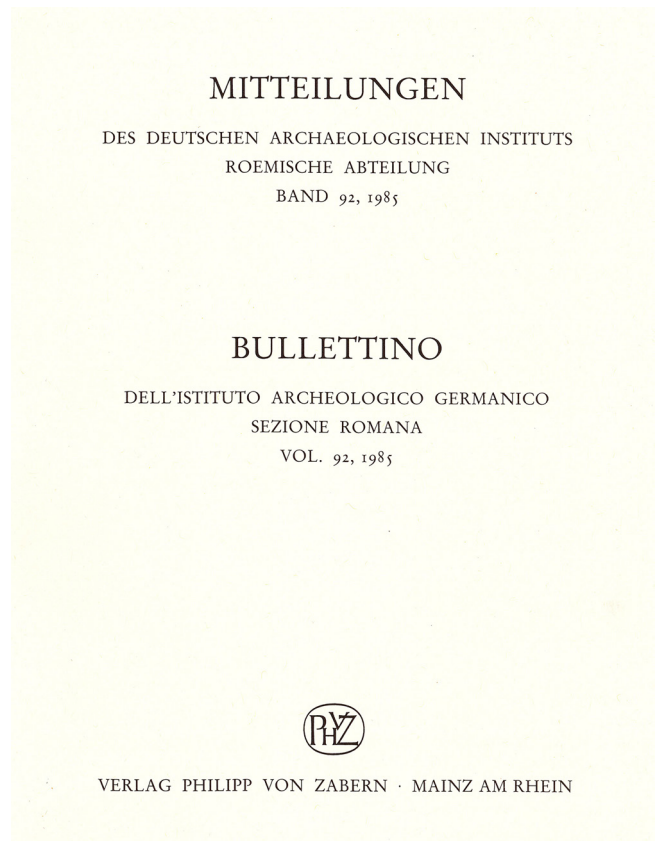 MITTEILUNGEN
DES DEUTSCHEN ARCHAEOLOGISCHEN INSTITUTS
ROEMISCHE ABTEILUNG
BAND 92, 1985
BULLETTINO
DELL'ISTITUTO ARCHEOLOGICO GERMANICO
SEZIONE ROMANA
VOL. 92, 1985
PHVZ
VERLAG PHILIPP VON ZABERN · MAINZ AM RHEIN